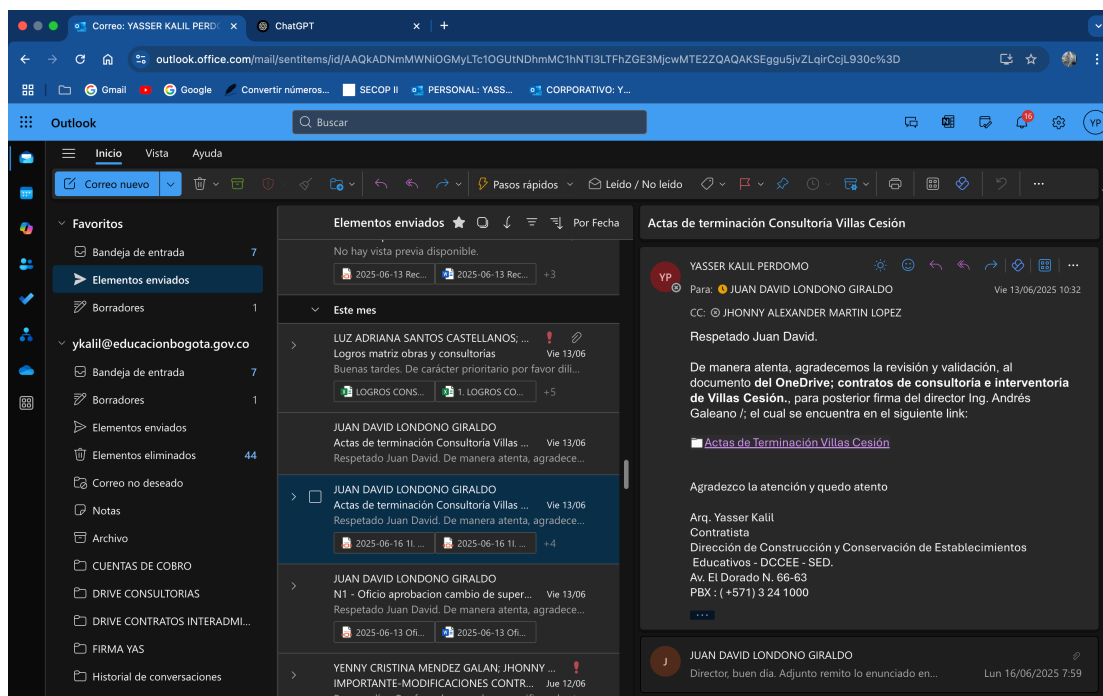 Correo: YASSER KALIL PERDO
ChatGPT
outlook.office.com/mail/sentitems/id/AAQkADNmMWNiOGMyLTc1OGUtNDhmMC1hNTI3LTFhZGE3MjcwMTE2ZQAQAKSEggu5jvZLqirCcjL930c%3D
Gmail
Google
Convertir números...
SECOP II
PERSONAL: YASS...
CORPORATIVO: Y...
Outlook
Buscar
16
YP
Inicio Vista Ayuda
Correo nuevo
Pasos rápidos
Leído / No leído
Favoritos
Bandeja de entrada 7
Elementos enviados
Borradores 1
ykalil@educacionbogota.gov.co
Bandeja de entrada 7
Borradores 1
Elementos enviados
Elementos eliminados 44
Correo no deseado
Notas
Archivo
CUENTAS DE COBRO
DRIVE CONSULTORIAS
DRIVE CONTRATOS INTERADMI...
FIRMA YAS
Historial de conversaciones
Elementos enviados
Por Fecha
No hay vista previa disponible.
2025-06-13 Rec...
2025-06-13 Rec...
+3
Este mes
LUZ ADRIANA SANTOS CASTELLANOS; ...
Logros matriz obras y consultorias Vie 13/06
Buenas tardes. De carácter prioritario por favor dili...
LOGROS CONS...
1. LOGROS CO...
+5
JUAN DAVID LONDONO GIRALDO
Actas de terminación Consultoría Villas ... Vie 13/06
Respetado Juan David. De manera atenta, agradece...
JUAN DAVID LONDONO GIRALDO
Actas de terminación Consultoría Villas ... Vie 13/06
Respetado Juan David. De manera atenta, agradece...
2025-06-16 1I. ...
2025-06-16 1I. ...
+4
JUAN DAVID LONDONO GIRALDO
N1 - Oficio aprobacion cambio de super... Vie 13/06
Respetado Juan David. De manera atenta, agradece...
2025-06-13 Ofi...
2025-06-13 Ofi...
YENNY CRISTINA MENDEZ GALAN; JHONNY ...
IMPORTANTE-MODIFICACIONES CONTR... Jue 12/06
Actas de terminación Consultoría Villas Cesión
YP
YASSER KALIL PERDOMO
Para: JUAN DAVID LONDONO GIRALDO
Vie 13/06/2025 10:32
CC: JHONNY ALEXANDER MARTIN LOPEZ
Respetado Juan David.
De manera atenta, agradecemos la revisión y validación, al
documento del OneDrive; contratos de consultoría e interventoría
de Villas Cesión., para posterior firma del director Ing. Andrés
Galeano /; el cual se encuentra en el siguiente link:
Actas de Terminación Villas Cesión
Agradezco la atención y quedo atento
Arq. Yasser Kalil
Contratista
Dirección de Construcción y Conservación de Establecimientos
Educativos - DCCEE - SED.
Av. El Dorado N. 66-63
PBX : ( +571) 3 24 1000
...
J
JUAN DAVID LONDONO GIRALDO
Director, buen día. Adjunto remito lo enunciado en...
Lun 16/06/2025 7:59